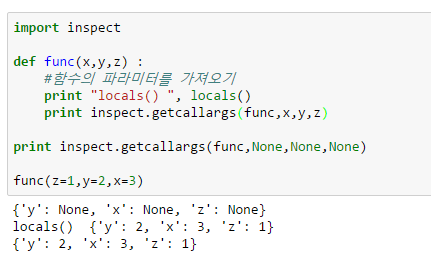 import inspect
def func(x,y,z) :
#함수의 파라미터를 가져오기
print "locals() ", locals()
print inspect.getcallargs(func,x,y,z)
print inspect.getcallargs(func,None,None,None)
func(z=1,y=2,x=3)
{'y': None, 'x': None, 'z': None}
locals()  {'y': 2, 'x': 3, 'z': 1}
{'y': 2, 'x': 3, 'z': 1}